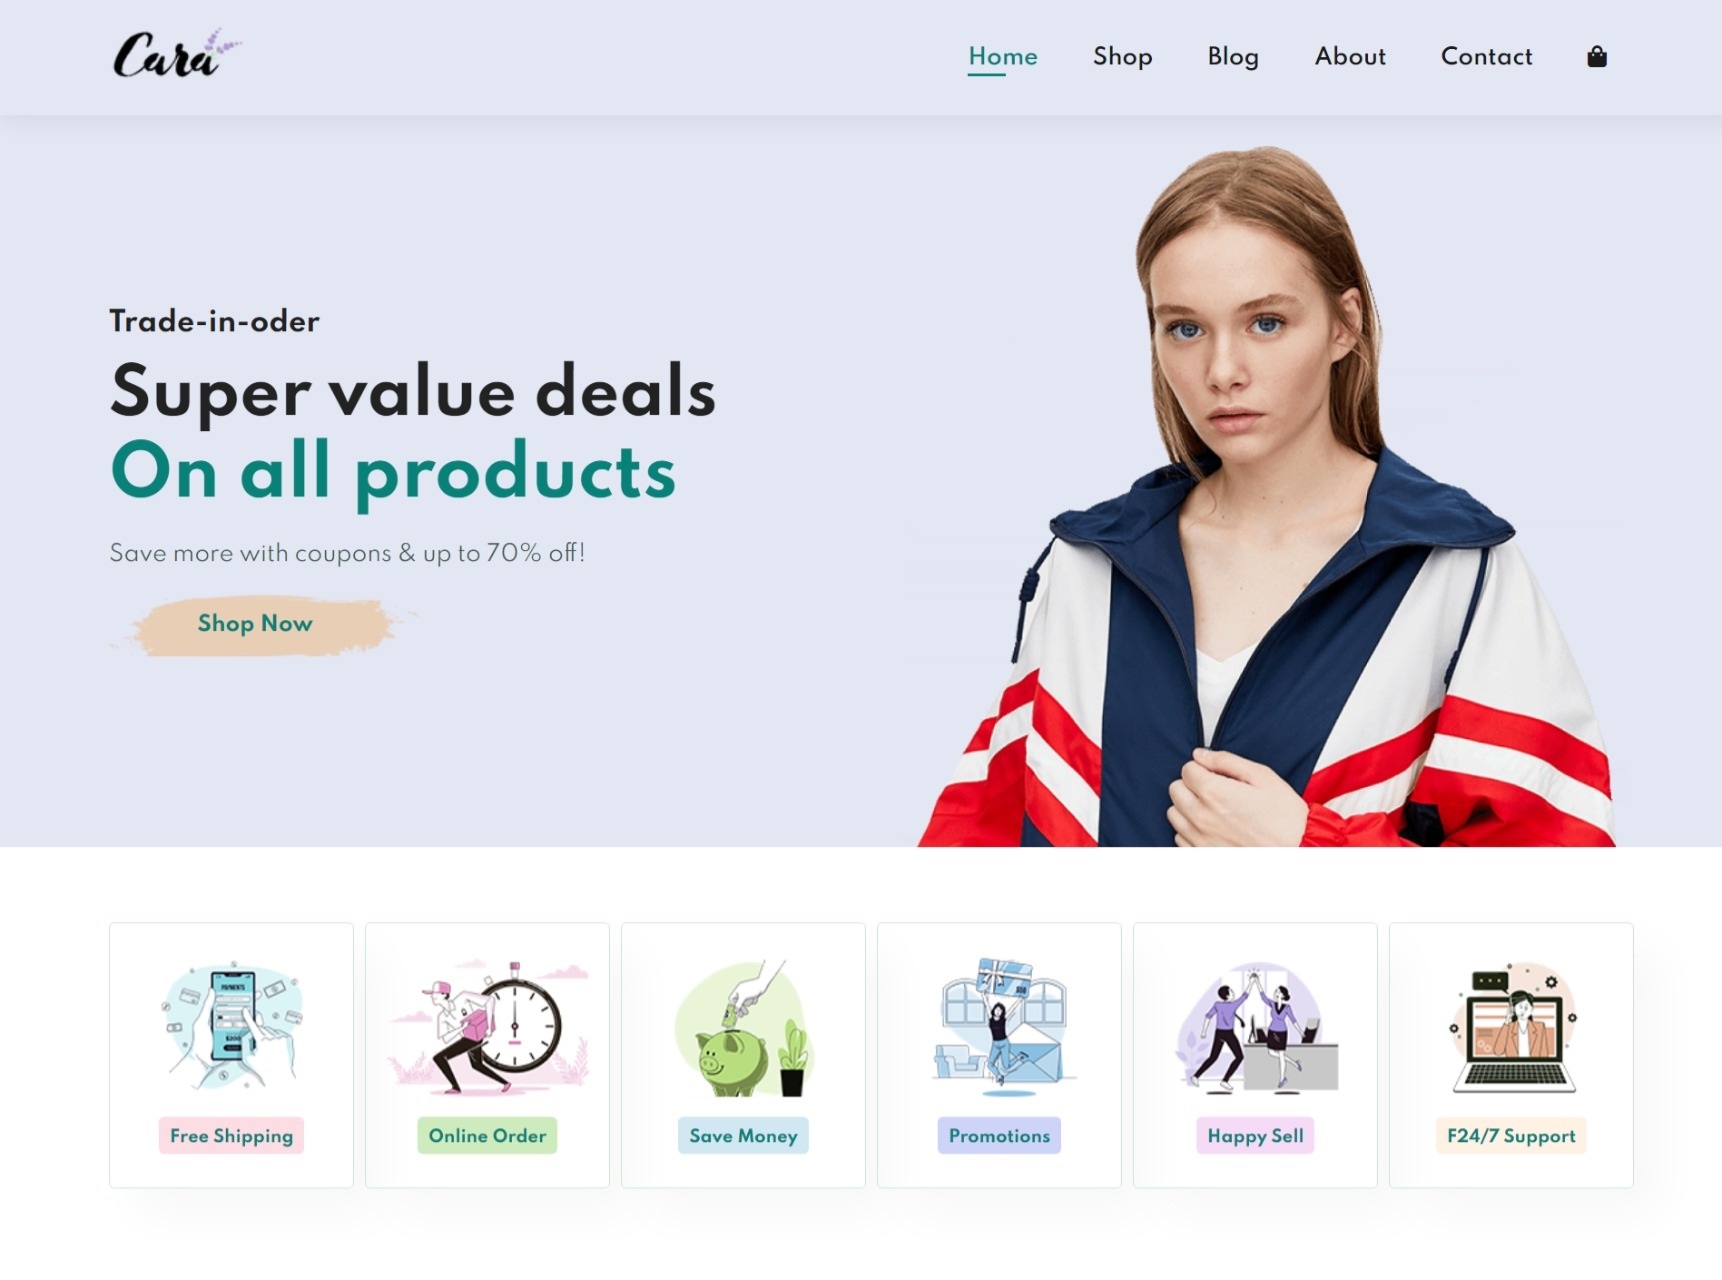 Cara
Home Shop Blog About Contact
Trade-in-oder
Super value deals
On all products
Save more with coupons & up to 70% off!
Shop Now
PAYMENTS
Free Shipping
Online Order
Save Money
Promotions
Happy Sell
F24/7 Support